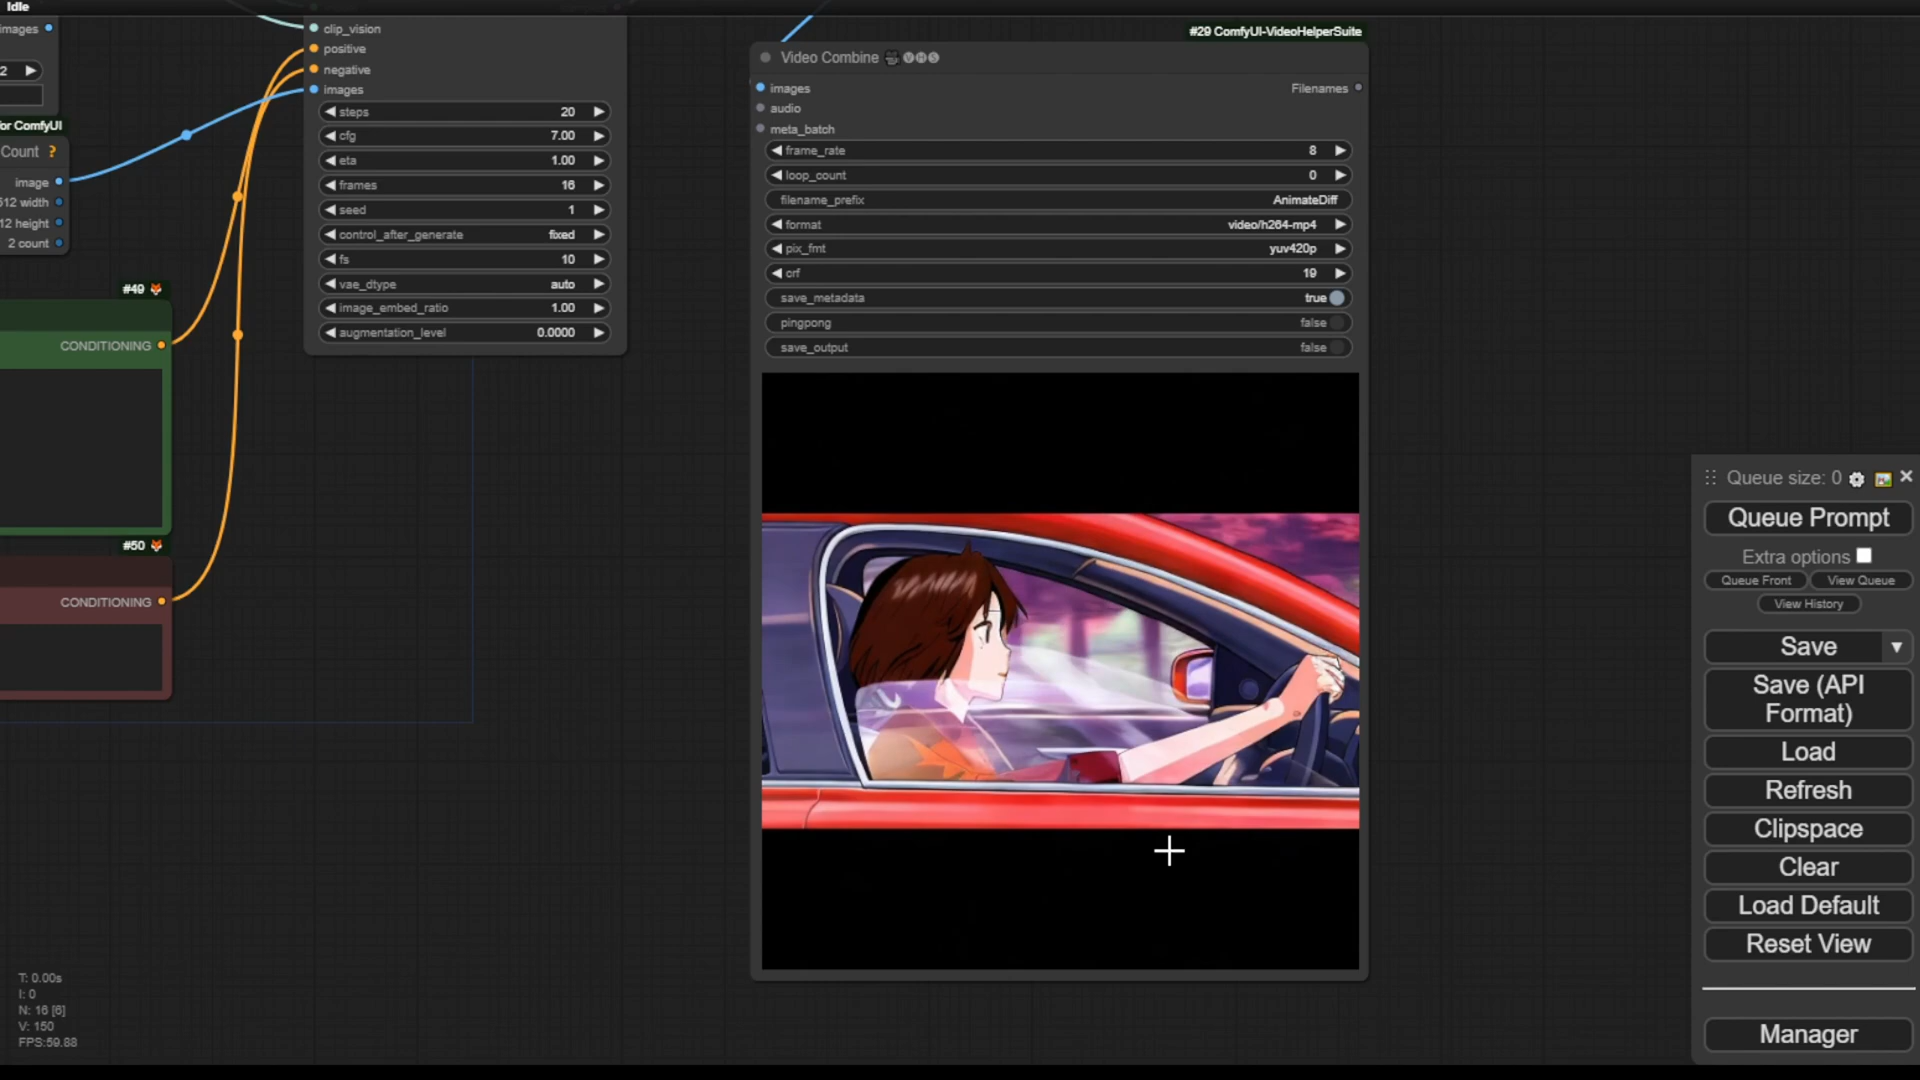 Idle
images
2
for ComfyUI
Count ?
image
512 width
12 height
2 count
#49
CONDITIONING
#50
CONDITIONING
clip_vision
positive
negative
images
steps 20
cfg 7.00
eta 1.00
frames 16
seed 1
control_after_generate fixed
fs 10
vae_dtype auto
image_embed_ratio 1.00
augmentation_level 0.0000
#29 ComfyUI-VideoHelperSuite
Video Combine VHS
images Filenames
audio
meta_batch
frame_rate 8
loop_count 0
filename_prefix AnimateDiff
format video/h264-mp4
pix_fmt yuv420p
crf 19
save_metadata true
pingpong false
save_output false
Queue size: 0
Queue Prompt
Extra options
Queue Front View Queue
View History
Save
Save (API
Format)
Load
Refresh
Clipspace
Clear
Load Default
Reset View
Manager
T: 0.00s
I: 0
N: 16 [6]
V: 150
FPS:59.88